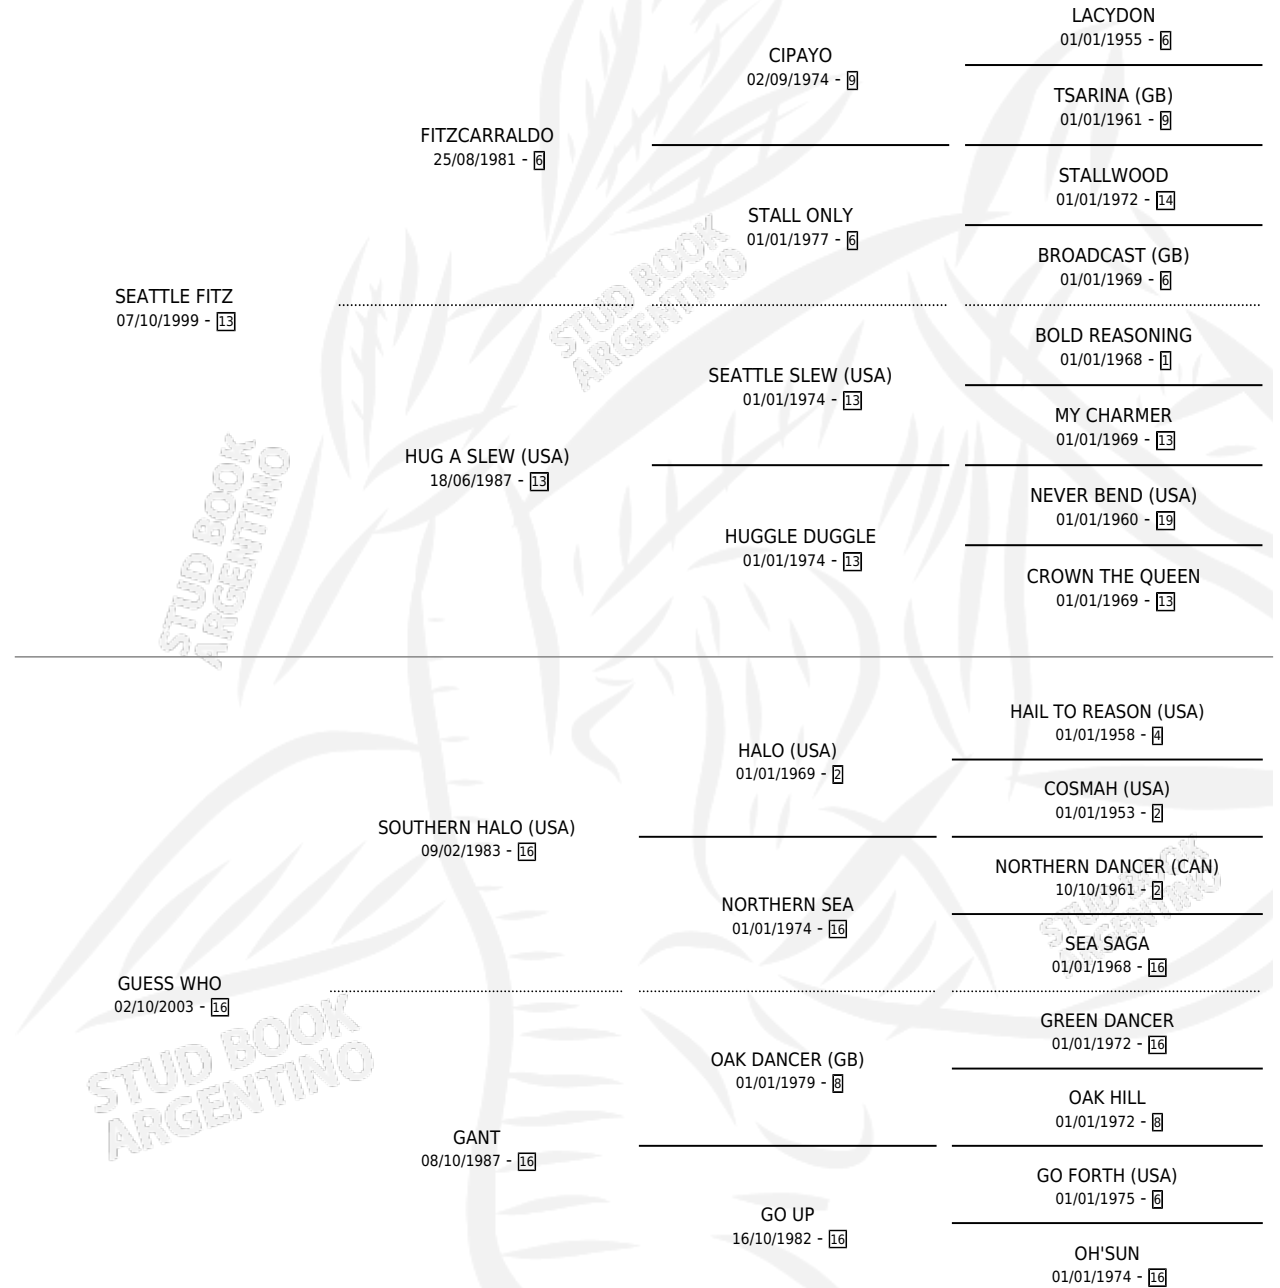 LACYDON
01/01/1955 - 6
CIPAYO
02/09/1974 - 9
TSARINA (GB)
01/01/1961 - 9
FITZCARRALDO
25/08/1981 - 6
STALLWOOD
01/01/1972 - 14
STALL ONLY
01/01/1977 - 6
BROADCAST (GB)
01/01/1969 - 6
STUD BOOK
ARGENTINO
SEATTLE FITZ
07/10/1999 - 13
BOLD REASONING
01/01/1968 - 1
SEATTLE SLEW (USA)
01/01/1974 - 13
MY CHARMER
01/01/1969 - 13
HUG A SLEW (USA)
18/06/1987 - 13
NEVER BEND (USA)
01/01/1960 - 19
HUGGLE DUGGLE
01/01/1974 - 13
CROWN THE QUEEN
01/01/1969 - 13
STUD BOOK
ARGENTINO
HAIL TO REASON (USA)
01/01/1958 - 4
HALO (USA)
01/01/1969 - 2
COSMAH (USA)
01/01/1953 - 2
SOUTHERN HALO (USA)
09/02/1983 - 16
NORTHERN DANCER (CAN)
10/10/1961 - 2
NORTHERN SEA
01/01/1974 - 16
SEA SAGA
01/01/1968 - 16
STUD BOOK
ARGENTINO
GUESS WHO
02/10/2003 - 16
GREEN DANCER
01/01/1972 - 16
OAK DANCER (GB)
01/01/1979 - 8
OAK HILL
01/01/1972 - 8
STUD BOOK
ARGENTINO
GANT
08/10/1987 - 16
GO FORTH (USA)
01/01/1975 - 6
GO UP
16/10/1982 - 16
OH'SUN
01/01/1974 - 16